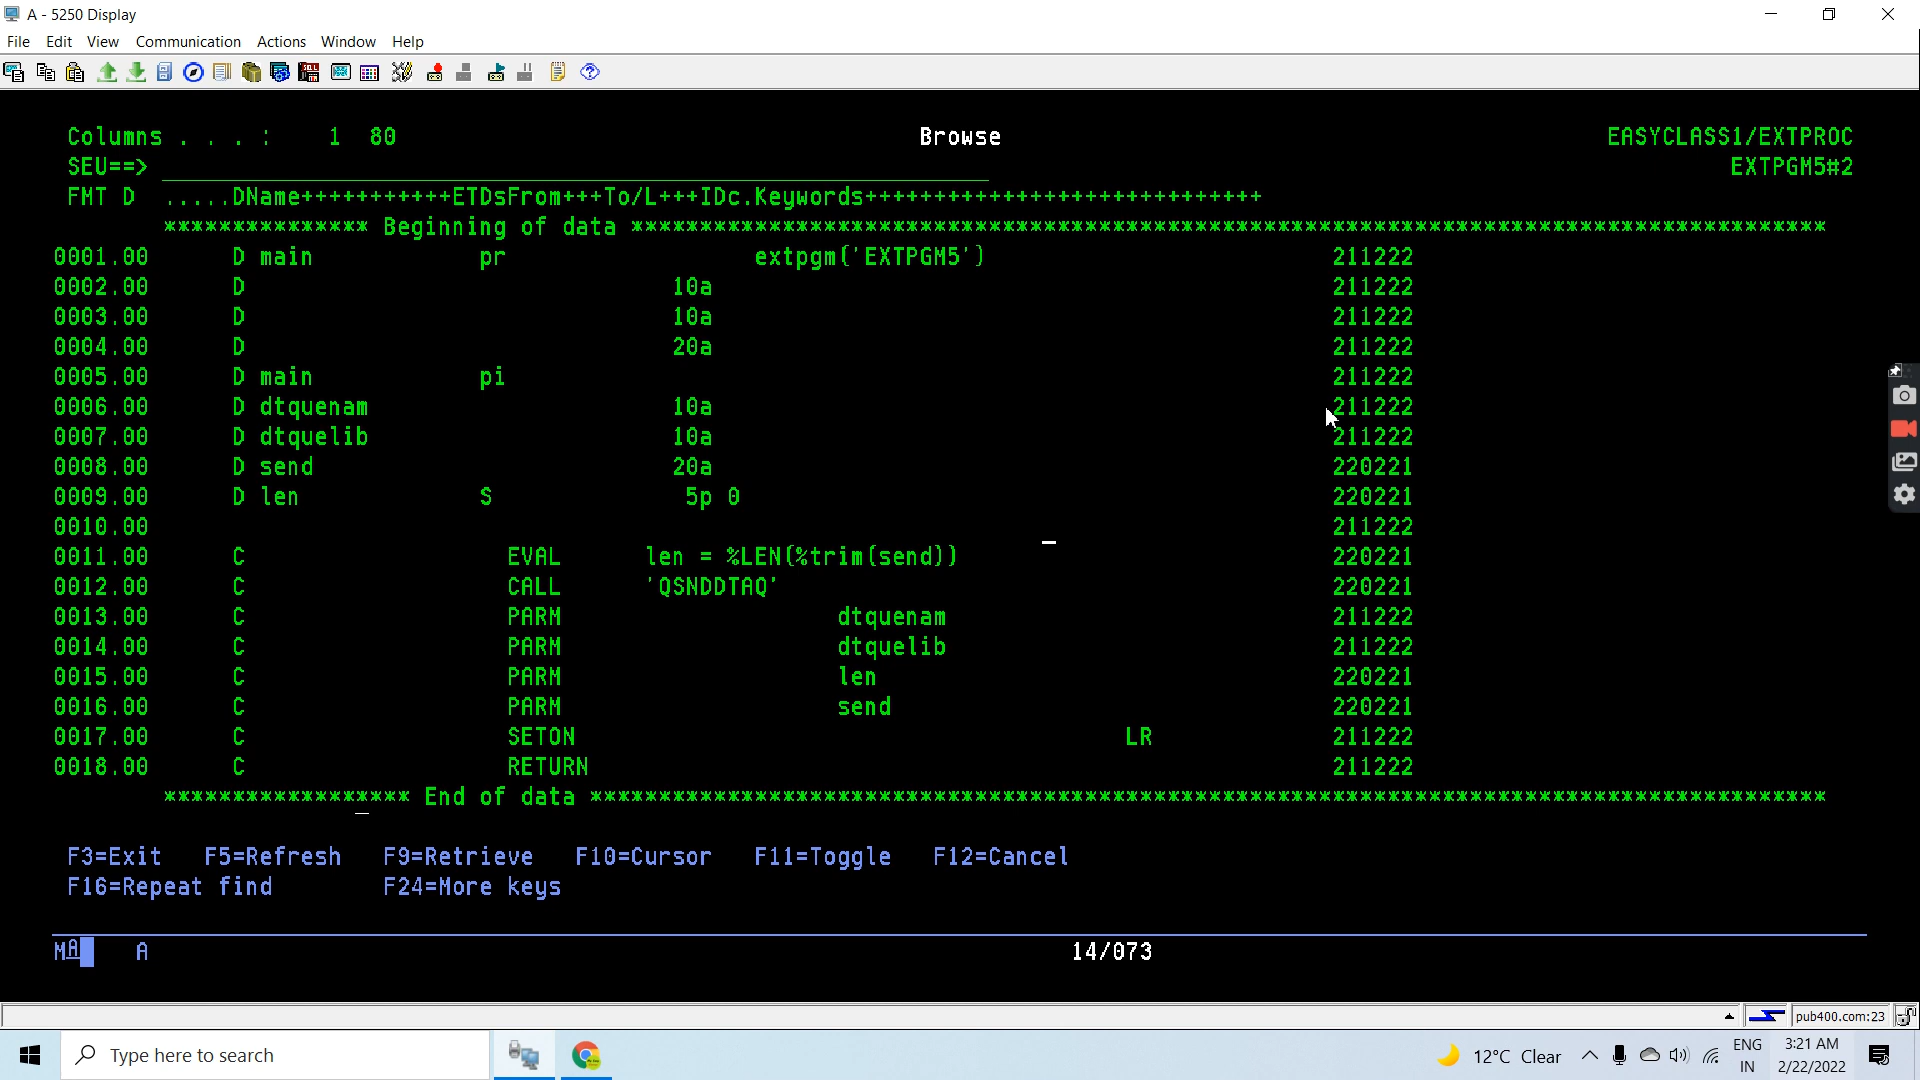 A - 5250 Display
File Edit View Communication Actions Window Help
Columns . . . : 1 80 Browse EASYCLASS1/EXTPROC
SEU==> EXTPGM5#2
FMT D .....DName+++++++++++ETDsFrom+++To/L+++IDc.Keywords+++++++++++++++++++++++++++++
*************** Beginning of data ***************************************************************************************
0001.00 D main pr extpgm('EXTPGM5') 211222
0002.00 D 10a 211222
0003.00 D 10a 211222
0004.00 D 20a 211222
0005.00 D main pi 211222
0006.00 D dtquenam 10a 211222
0007.00 D dtquelib 10a 211222
0008.00 D send 20a 220221
0009.00 D len S 5p 0 220221
0010.00 211222
0011.00 C EVAL len = %LEN(%trim(send)) 220221
0012.00 C CALL 'QSNDDTAQ' 220221
0013.00 C PARM dtquenam 211222
0014.00 C PARM dtquelib 211222
0015.00 C PARM len 220221
0016.00 C PARM send 220221
0017.00 C SETON LR 211222
0018.00 C RETURN 211222
****************** End of data ******************************************************************************************
F3=Exit F5=Refresh F9=Retrieve F10=Cursor F11=Toggle F12=Cancel
F16=Repeat find F24=More keys
MA A 14/073
pub400.com:23
Type here to search 12°C Clear ENG IN 3:21 AM 2/22/2022